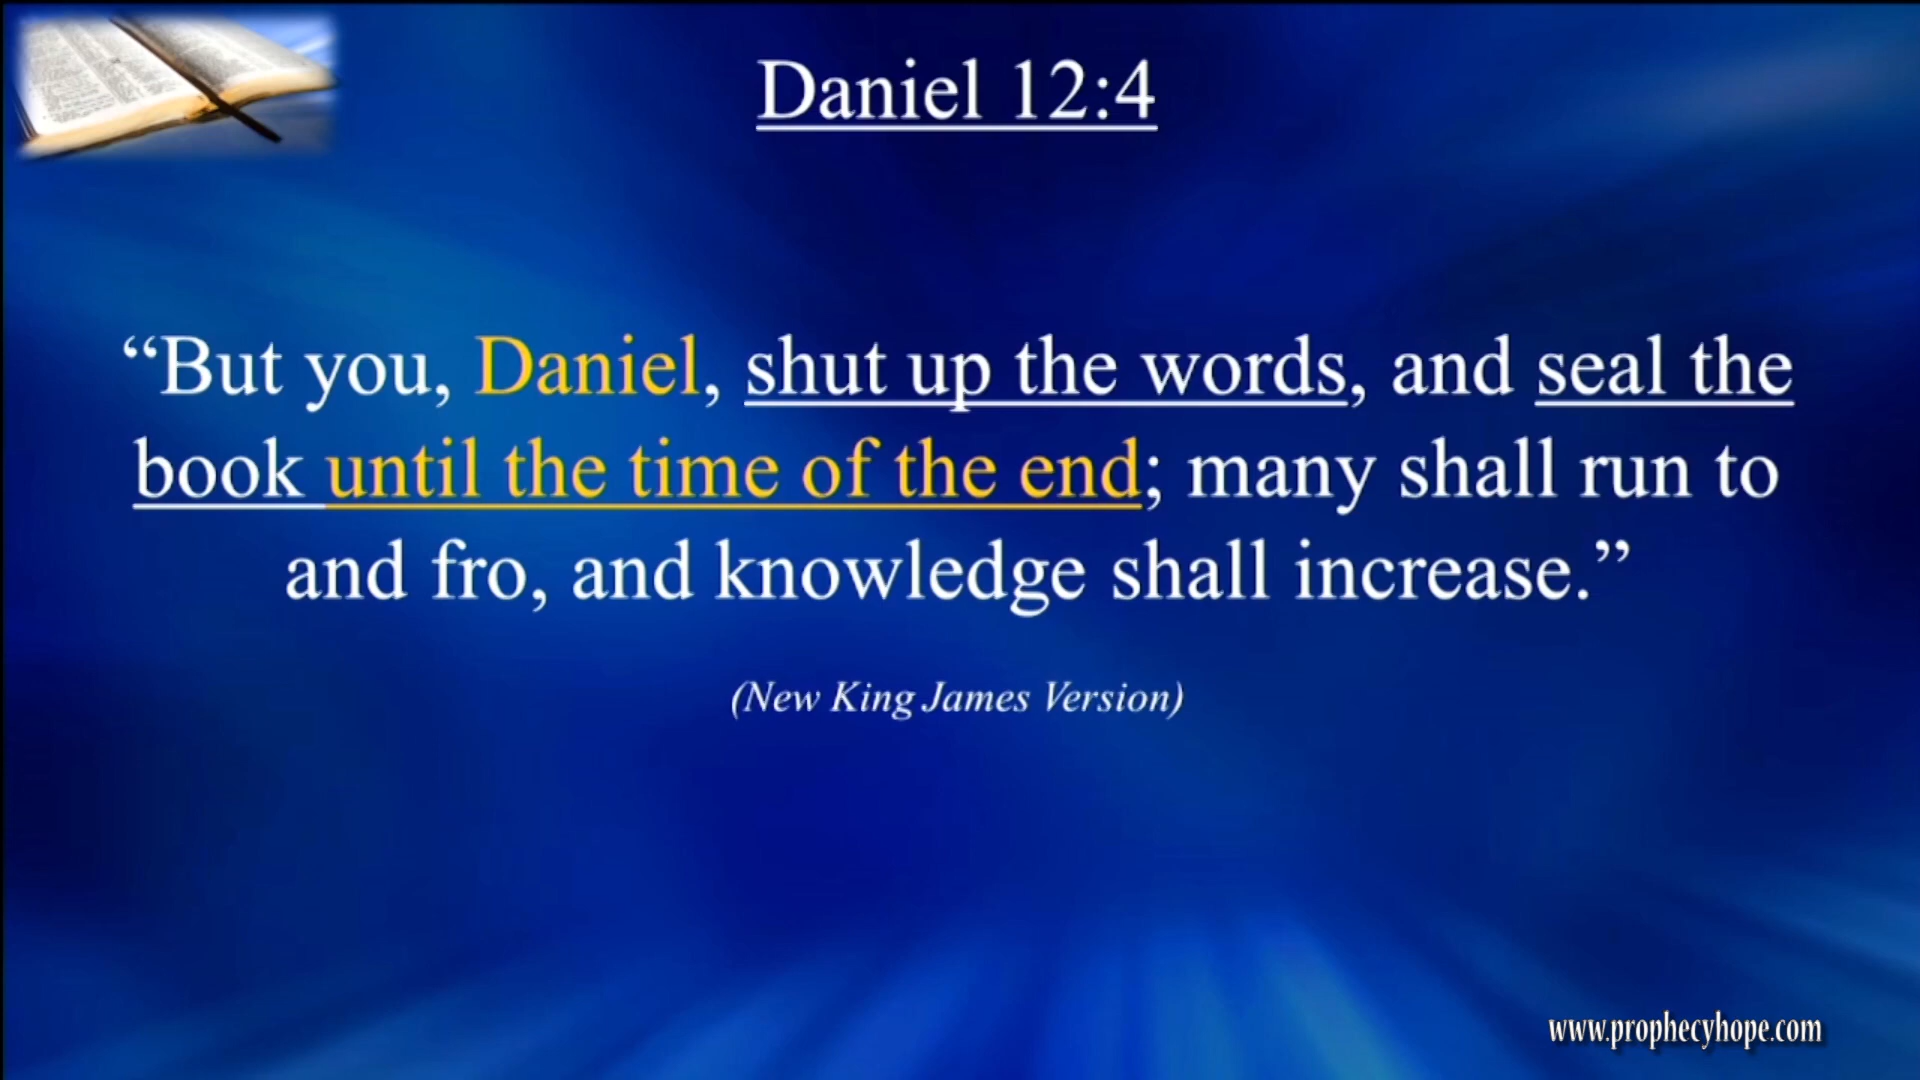 Daniel 12:4
“But you, Daniel, shut up the words, and seal the
book until the time of the end; many shall run to
and fro, and knowledge shall increase.”
(New King James Version)
www.prophecyhope.com